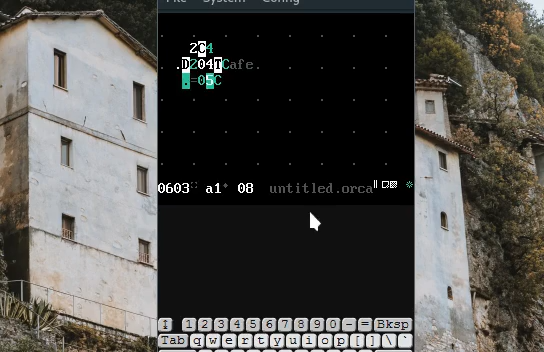 File System Config
2C4
.DZ04TCafe.
.=05C
0603 a1 08 untitled.orca
1 2 3 4 5 6 7 8 9 0 - = Bksp
Tab q w e r t y u i o p [ ] \ `